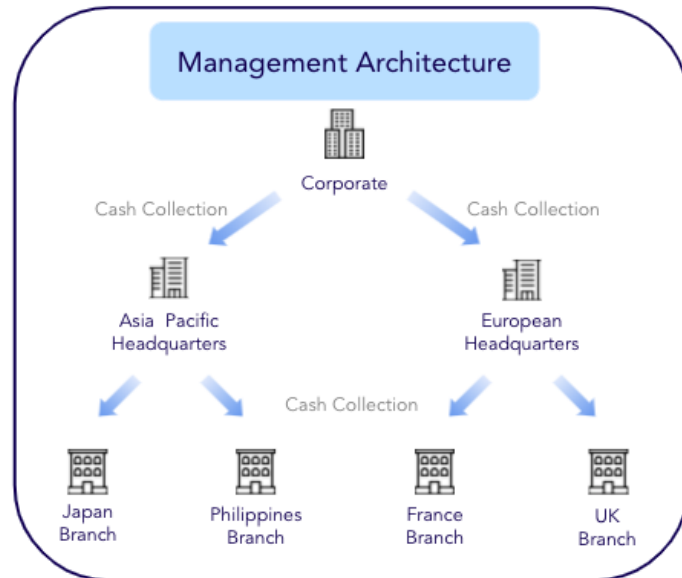 Management Architecture
Corporate
Cash Collection
Cash Collection
Asia Pacific
Headquarters
European
Headquarters
Cash Collection
Japan
Branch
Philippines
Branch
France
Branch
UK
Branch